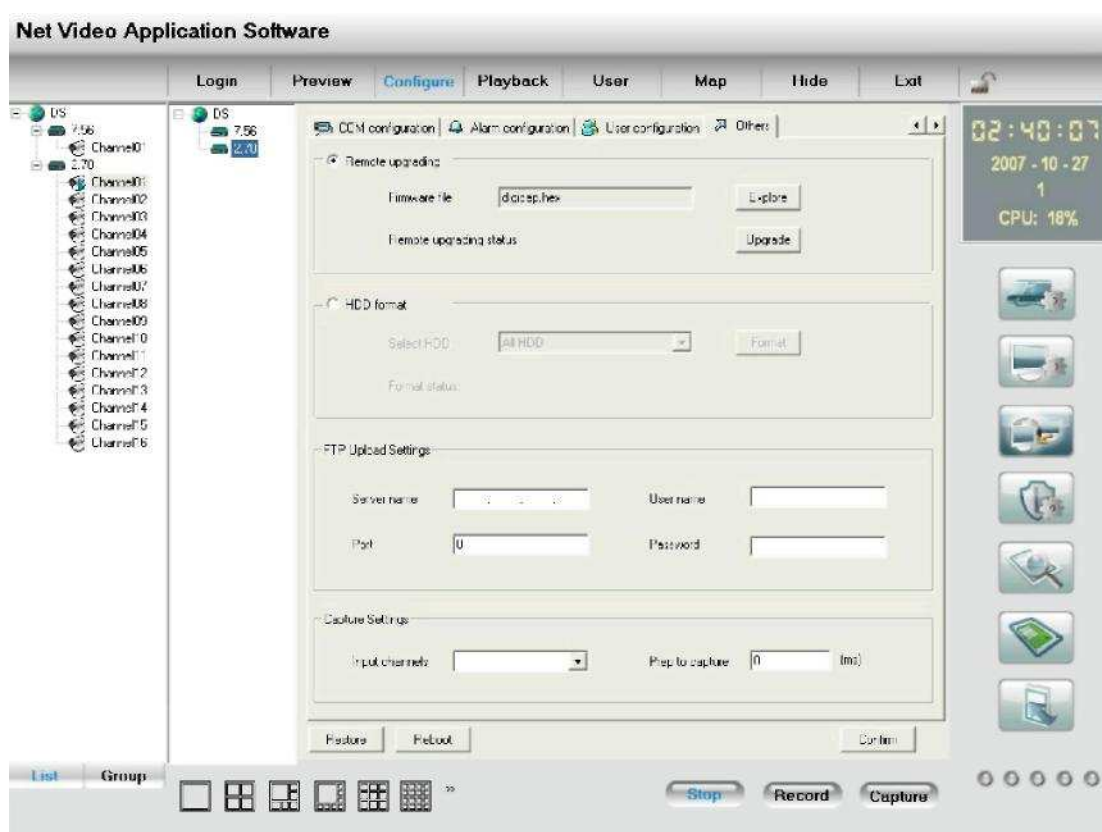 Net Video Application Software
Login Preview Configure Playback User Map Hide Exit
DS
7.56
Channel01
2.70
Channel01
Channel02
Channel03
Channel04
Channel05
Channel06
Channel07
Channel08
Channel09
Channel10
Channel11
Channel12
Channel13
Channel14
Channel15
Channel16
DS
7.56
2.70
COM configuration Alarm configuration User configuration Others
Remote upgrading
Firmware file digicap.hex Explore
Remote upgrading status Upgrade
HDD format
Select HDD All HDD Format
Format status:
FTP Upload Settings
Server name . . . User name
Port 0 Password
Capture Settings
Input channels Prep to capture 0 (ms)
Restore Reboot Confirm
02:40:07
2007 - 10 - 27
1
CPU: 18%
List Group
»
Stop Record Capture